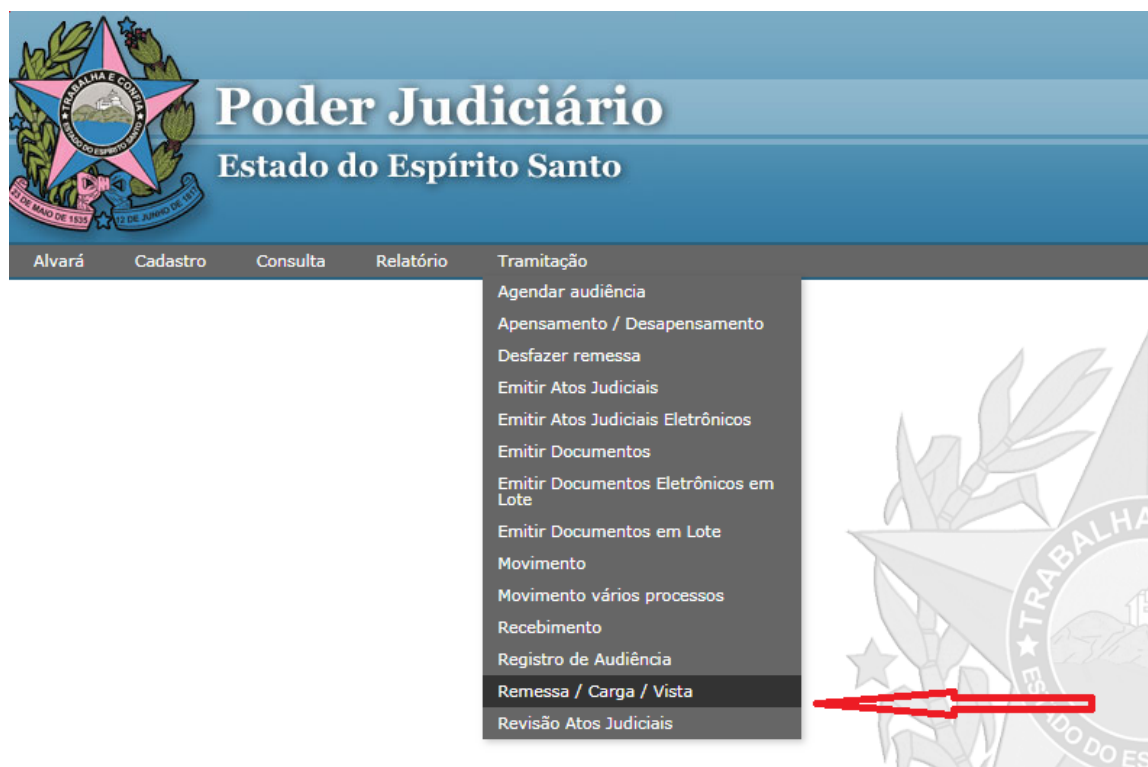 TRABALHA E CONFIA
ESTADO DO ESPIRITO SANTO
23 DE MAIO DE 1535
12 DE JUNHO DE 1817
Poder Judiciário
Estado do Espírito Santo
Alvará Cadastro Consulta Relatório Tramitação
Agendar audiência
Apensamento / Desapensamento
Desfazer remessa
Emitir Atos Judiciais
Emitir Atos Judiciais Eletrônicos
Emitir Documentos
Emitir Documentos Eletrônicos em
Lote
Emitir Documentos em Lote
Movimento
Movimento vários processos
Recebimento
Registro de Audiência
Remessa / Carga / Vista
Revisão Atos Judiciais
TRABALHA
ESTADO DO ES